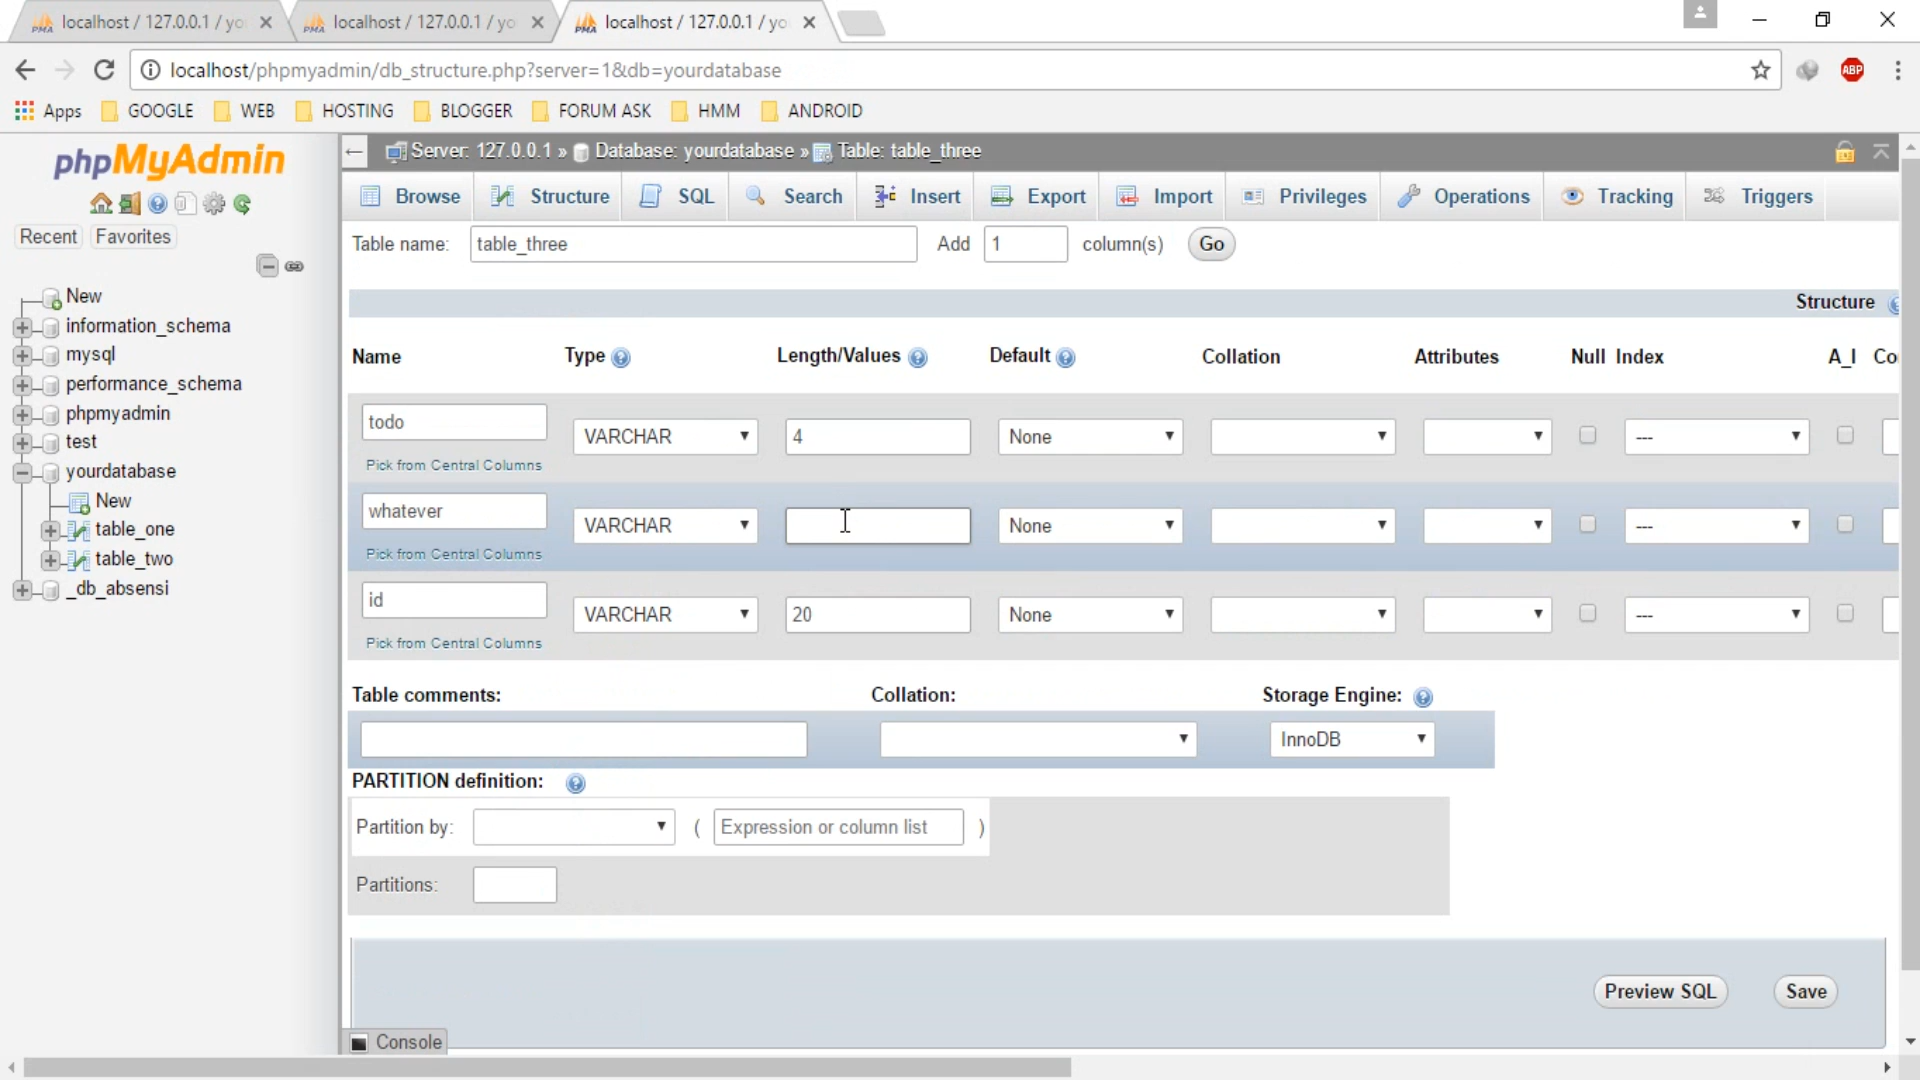 localhost / 127.0.0.1 / yo
localhost / 127.0.0.1 / yo
localhost / 127.0.0.1 / yo
localhost/phpmyadmin/db_structure.php?server=1&db=yourdatabase
ABP
Apps GOOGLE WEB HOSTING BLOGGER FORUM ASK HMM ANDROID
phpMyAdmin
Recent Favorites
New
information_schema
mysql
performance_schema
phpmyadmin
test
yourdatabase
New
table_one
table_two
_db_absensi
Server: 127.0.0.1 » Database: yourdatabase » Table: table_three
Browse Structure SQL Search Insert Export Import Privileges Operations Tracking Triggers
Table name: table_three Add 1 column(s) Go
Structure
Name Type Length/Values Default Collation Attributes Null Index A_I Co
todo VARCHAR 4 None ---
Pick from Central Columns
whatever VARCHAR None ---
Pick from Central Columns
id VARCHAR 20 None ---
Pick from Central Columns
Table comments: Collation: Storage Engine:
InnoDB
PARTITION definition:
Partition by: ( Expression or column list )
Partitions:
Preview SQL Save
Console